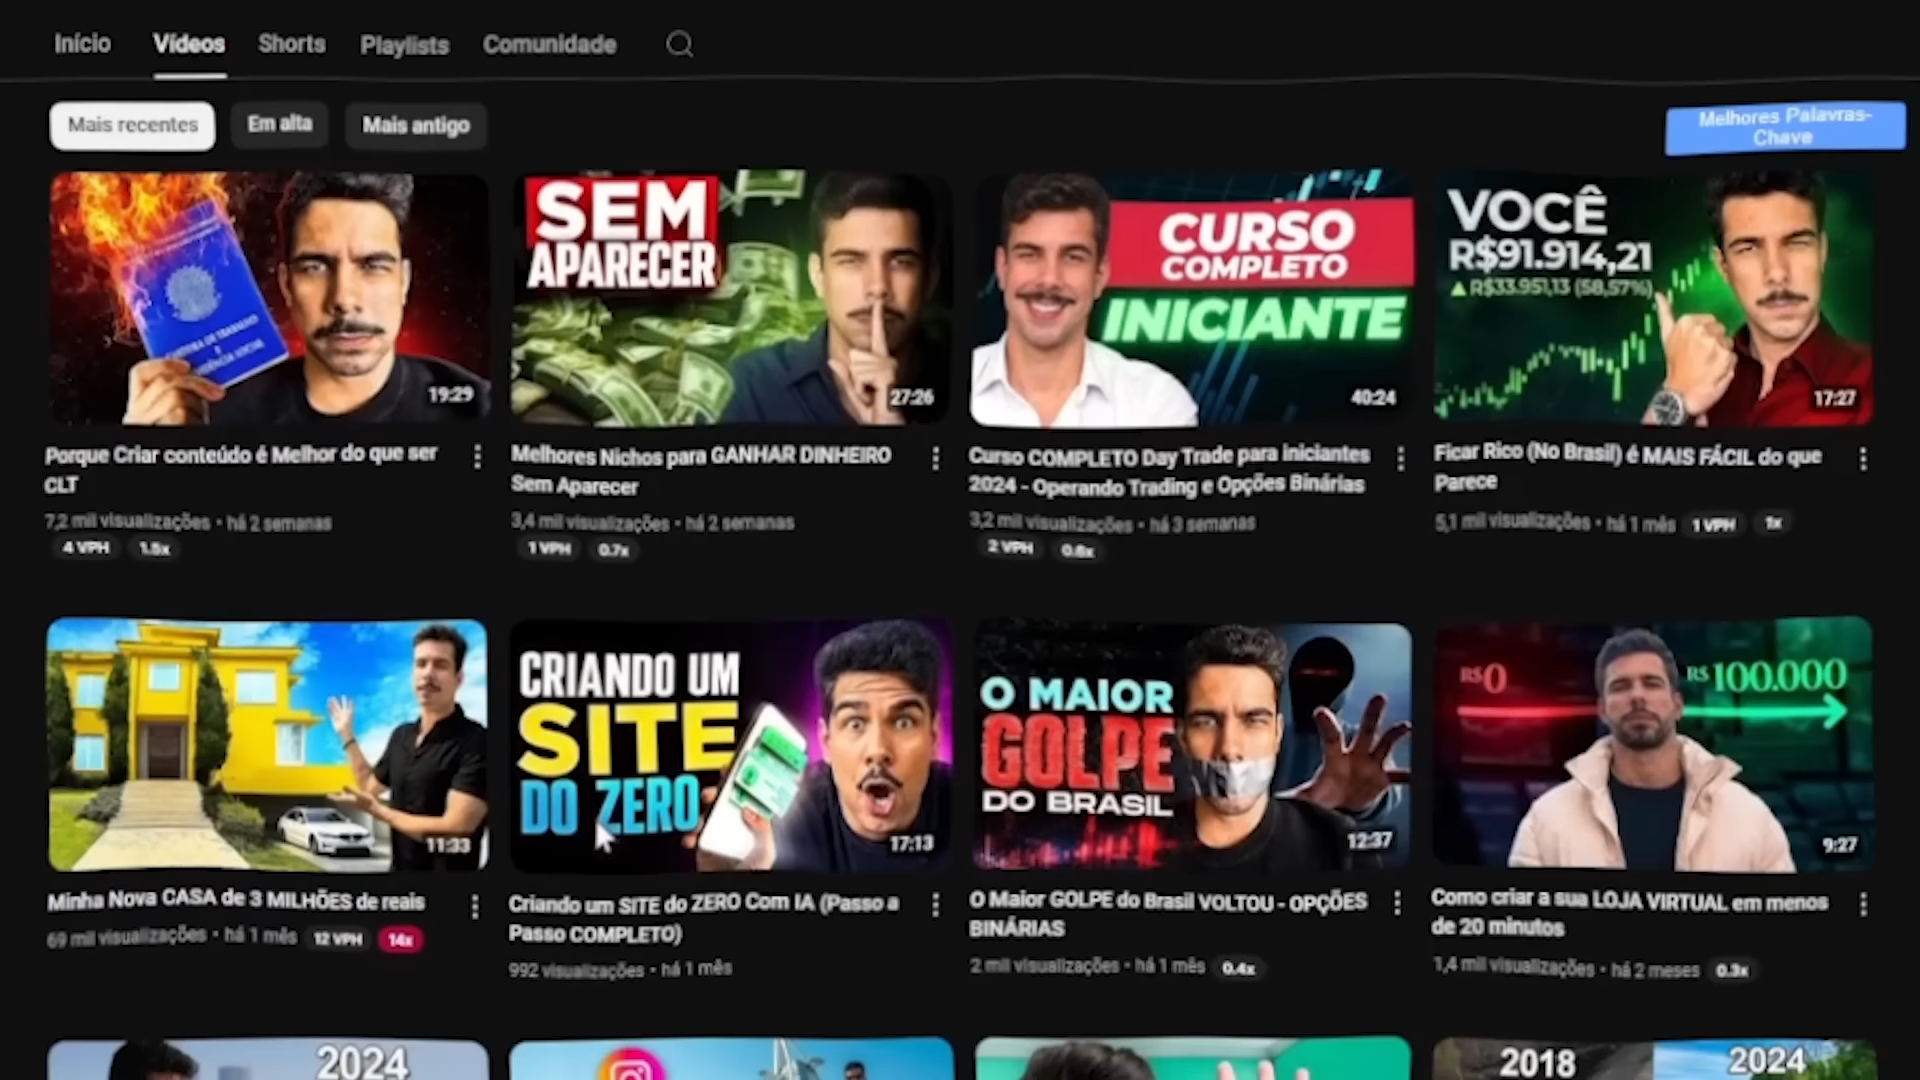 Início Vídeos Shorts Playlists Comunidade
Mais recentes Em alta Mais antigo
Melhores Palavras-
Chave
19:29
SEM
APARECER
27:26
CURSO
COMPLETO
INICIANTE
40:24
VOCÊ
R$91.914,21
R$33.951,13 (58,57%)
17:27
Porque Criar conteúdo é Melhor do que ser
CLT
7,2 mil visualizações • há 2 semanas
4 VPH 1.5x
Melhores Nichos para GANHAR DINHEIRO
Sem Aparecer
3,4 mil visualizações • há 2 semanas
1 VPH 0.7x
Curso COMPLETO Day Trade para iniciantes
2024 - Operando Trading e Opções Binárias
3,2 mil visualizações • há 3 semanas
2 VPH 0.6x
Ficar Rico (No Brasil) é MAIS FÁCIL do que
Parece
5,1 mil visualizações • há 1 mês 1 VPH 1x
11:33
CRIANDO UM
SITE
DO ZERO
17:13
O MAIOR
GOLPE
DO BRASIL
12:37
R$0
R$100.000
9:27
Minha Nova CASA de 3 MILHÕES de reais
69 mil visualizações • há 1 mês 12 VPH 14x
Criando um SITE do ZERO Com IA (Passo a
Passo COMPLETO)
992 visualizações • há 1 mês
O Maior GOLPE do Brasil VOLTOU - OPÇÕES
BINÁRIAS
2 mil visualizações • há 1 mês 0.4x
Como criar a sua LOJA VIRTUAL em menos
de 20 minutos
1,4 mil visualizações • há 2 meses 0.3x
2024
2018
2024